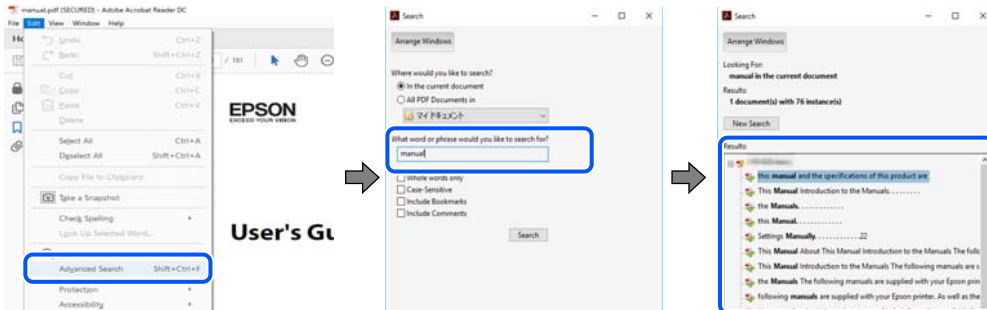 manual.pdf (SECURED) - Adobe Acrobat Reader DC
File Edit View Window Help
Undo Ctrl+Z
Redo Shift+Ctrl+Z
Cut Ctrl+X
Copy Ctrl+C
Paste Ctrl+V
Delete
Select All Ctrl+A
Deselect All Shift+Ctrl+A
Copy File to Clipboard
Take a Snapshot
Check Spelling
Look Up Selected Word...
Advanced Search Shift+Ctrl+F
Protection
Accessibility
/ 181
EPSON
EXCEED YOUR VISION
User's Gu
Search
Arrange Windows
Where would you like to search?
In the current document
All PDF Documents in
マイ ドキュメント
What word or phrase would you like to search for?
manual
Whole words only
Case-Sensitive
Include Bookmarks
Include Comments
Search
Search
Arrange Windows
Looking For:
manual in the current document
Results:
1 document(s) with 76 instance(s)
New Search
Results:
this manual and the specifications of this product are
This Manual Introduction to the Manuals. . . . . . . . .
the Manuals. . . . . . . . . . . . .
this Manual. . . . . . . . . . . . .
Settings Manually. . . . . . . . . . . . .22
This Manual About This Manual Introduction to the Manuals The follo
This Manual Introduction to the Manuals The following manuals are s
the Manuals The following manuals are supplied with your Epson prin
following manuals are supplied with your Epson printer. As well as the